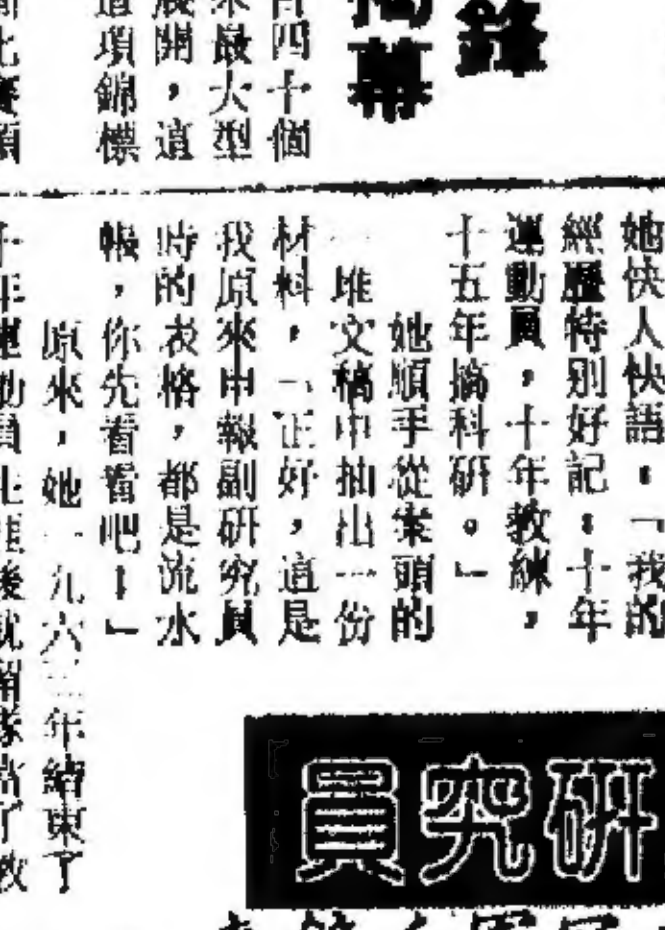 錄
幕
百四十個
最大型
展開，這
這項錦標
她快人快語：「我的
經歷特別好記：十年
運動員，十年教練，
十五年搞科研。」
她順手從案頭的
一堆文稿中抽出一份
材料，「正好，這是
我原來申報副研究員
時的表格，都是流水
帳，你先看看吧！」
原來，她一九六三年結束了
十年運動員生涯後就留隊當了教
研究員